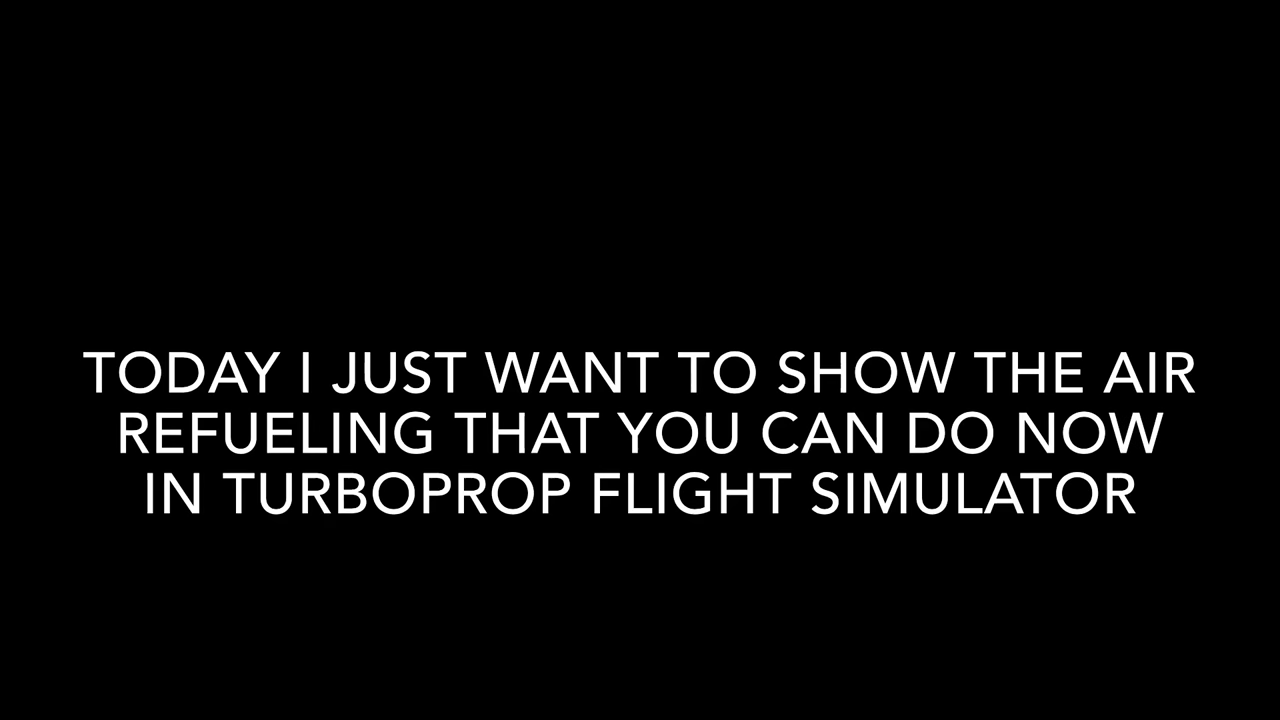 TODAY I JUST WANT TO SHOW THE AIR
REFUELING THAT YOU CAN DO NOW
IN TURBOPROP FLIGHT SIMULATOR